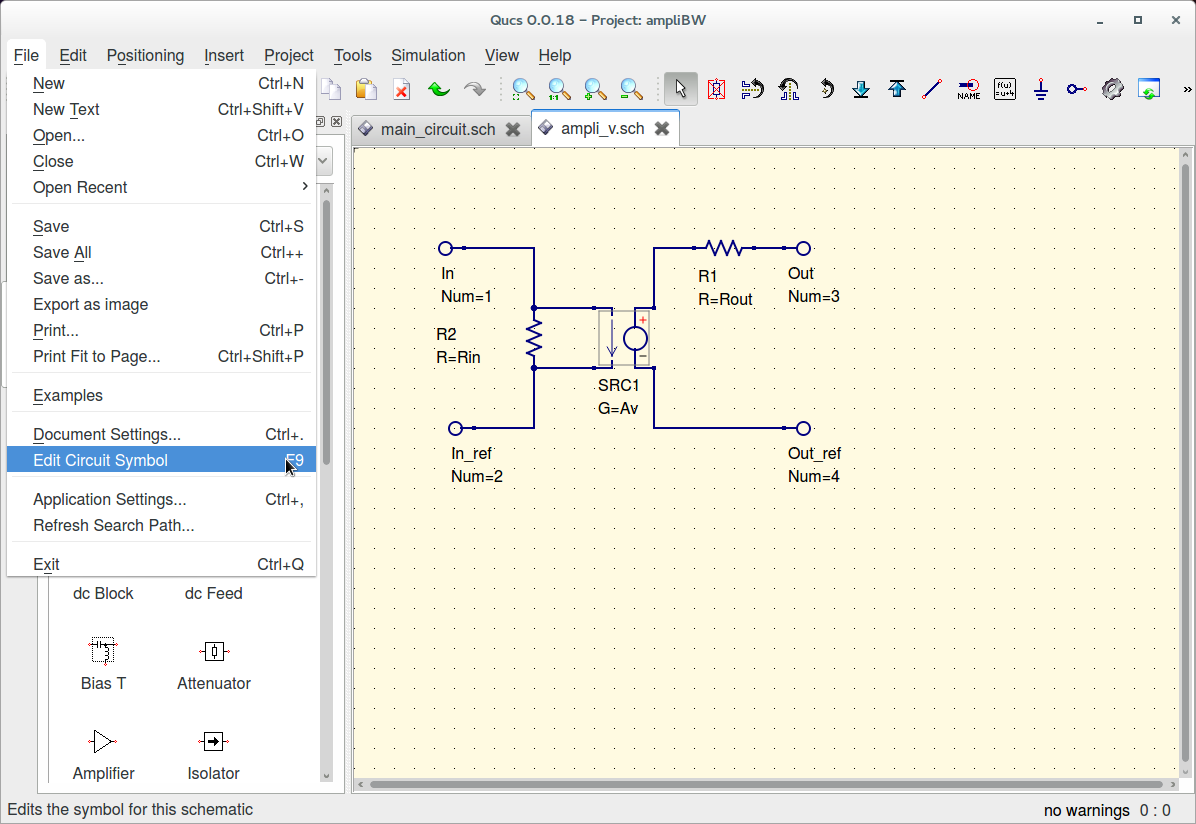 Qucs 0.0.18 - Project: ampliBW
File Edit Positioning Insert Graph Project Tools Simulation View Help
New Ctrl+N
New Text Ctrl+Shift+V
Open... Ctrl+O
Close Ctrl+W
Open Recent
Save Ctrl+S
Save All Ctrl++
Save as... Ctrl+-
Export as image
Print... Ctrl+P
Print Fit to Page... Ctrl+Shift+P
Examples
Document Settings... Ctrl+.
Edit Circuit Symbol F9
Application Settings... Ctrl+,
Refresh Search Path...
Exit Ctrl+Q
1:1
NAME
f(u)
=u+4
»
main_circuit.sch
ampli_v.sch
In
Num=1
R1
R=Rout
Out
Num=3
R2
R=Rin
+
−
SRC1
G=Av
In_ref
Num=2
Out_ref
Num=4
dc Block
dc Feed
Bias T
Attenuator
Amplifier
Isolator
Edits the symbol for this schematic
no warnings 0 : 0